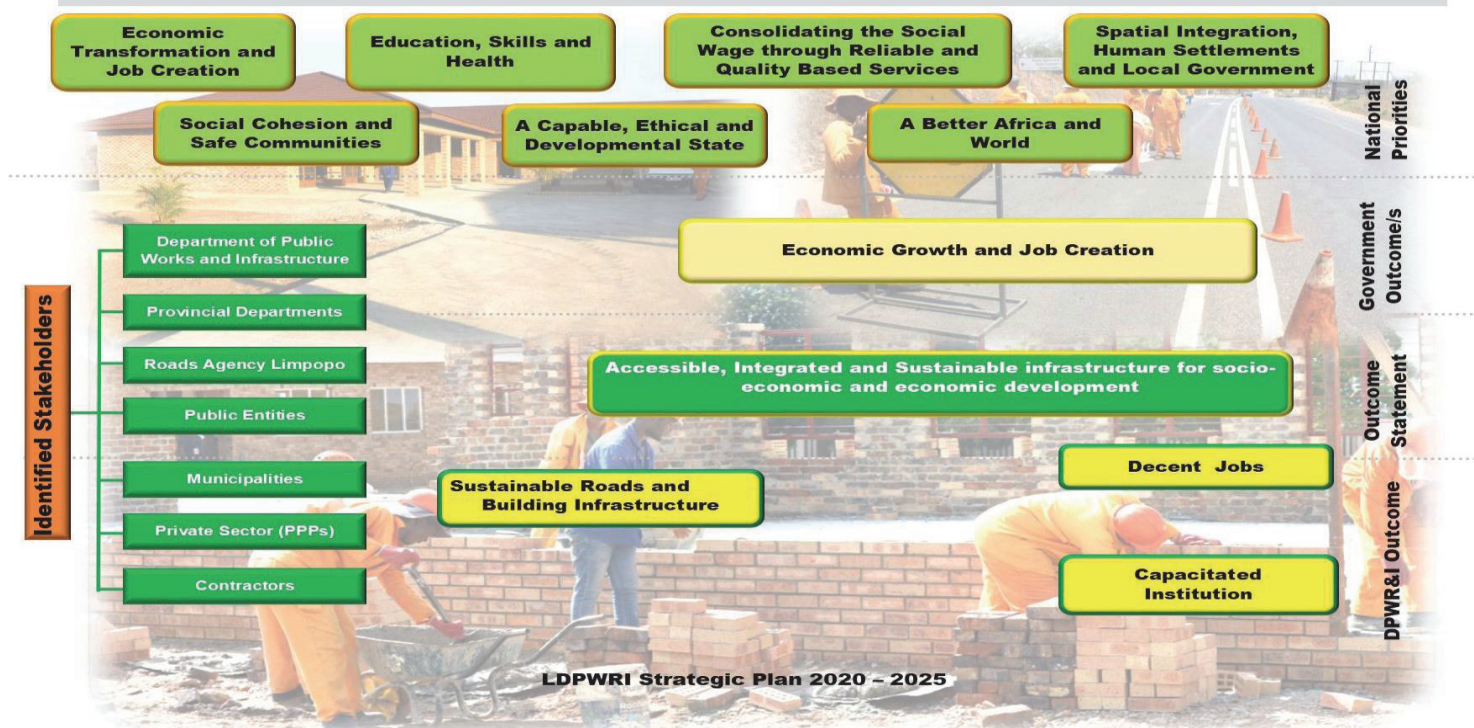 Economic
Transformation and
Job Creation
Education, Skills and
Health
Consolidating the Social
Wage through Reliable and
Quality Based Services
Spatial Integration,
Human Settlements
and Local Government
Social Cohesion and
Safe Communities
A Capable, Ethical and
Developmental State
A Better Africa and
World
National
Priorities
Identified Stakeholders
Department of Public
Works and Infrastructure
Provincial Departments
Roads Agency Limpopo
Public Entities
Municipalities
Private Sector (PPPs)
Contractors
Economic Growth and Job Creation
Government
Outcome/s
Accessible, Integrated and Sustainable infrastructure for socio-
economic and economic development
Outcome
Statement
Sustainable Roads and
Building Infrastructure
Decent Jobs
Capacitated
Institution
DPWR&I Outcome
LDPWRI Strategic Plan 2020 – 2025